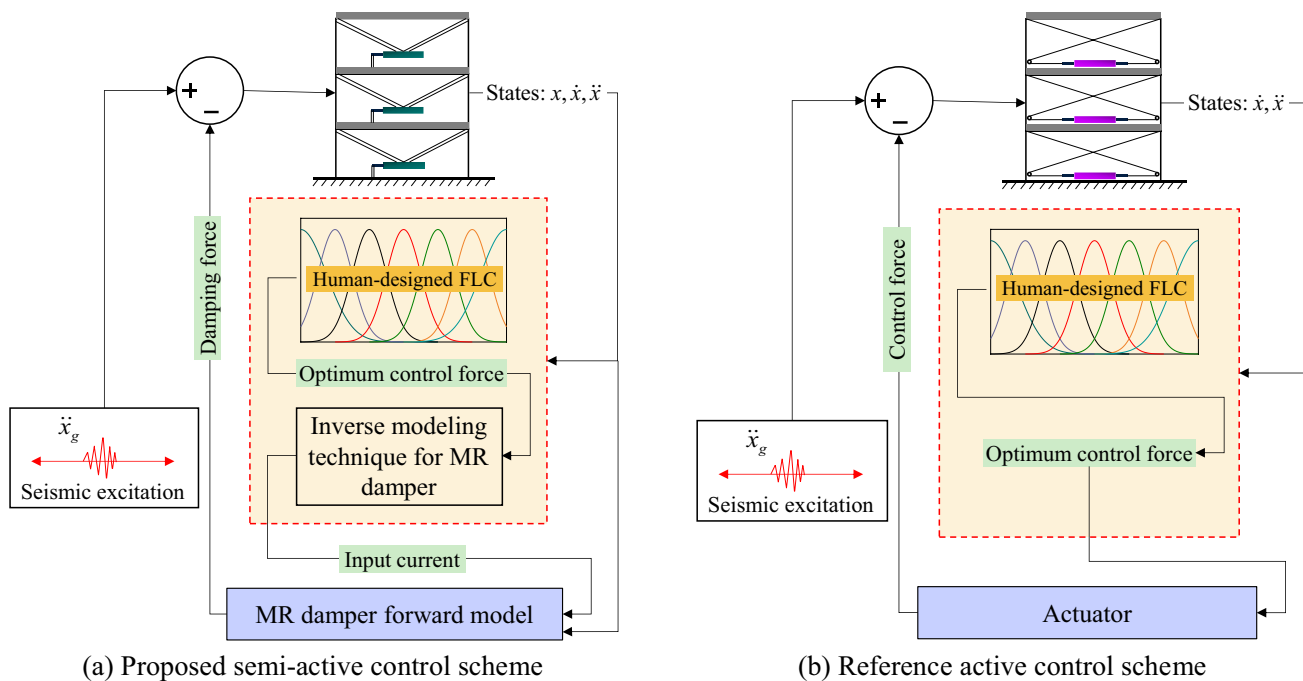 +
−
States: x, ẋ, ẍ
Damping force
Human-designed FLC
Optimum control force
Inverse modeling
technique for MR
damper
ẍ_g
Seismic excitation
Input current
MR damper forward model
(a) Proposed semi-active control scheme
+
−
States: ẋ, ẍ
Control force
Human-designed FLC
Optimum control force
ẍ_g
Seismic excitation
Actuator
(b) Reference active control scheme